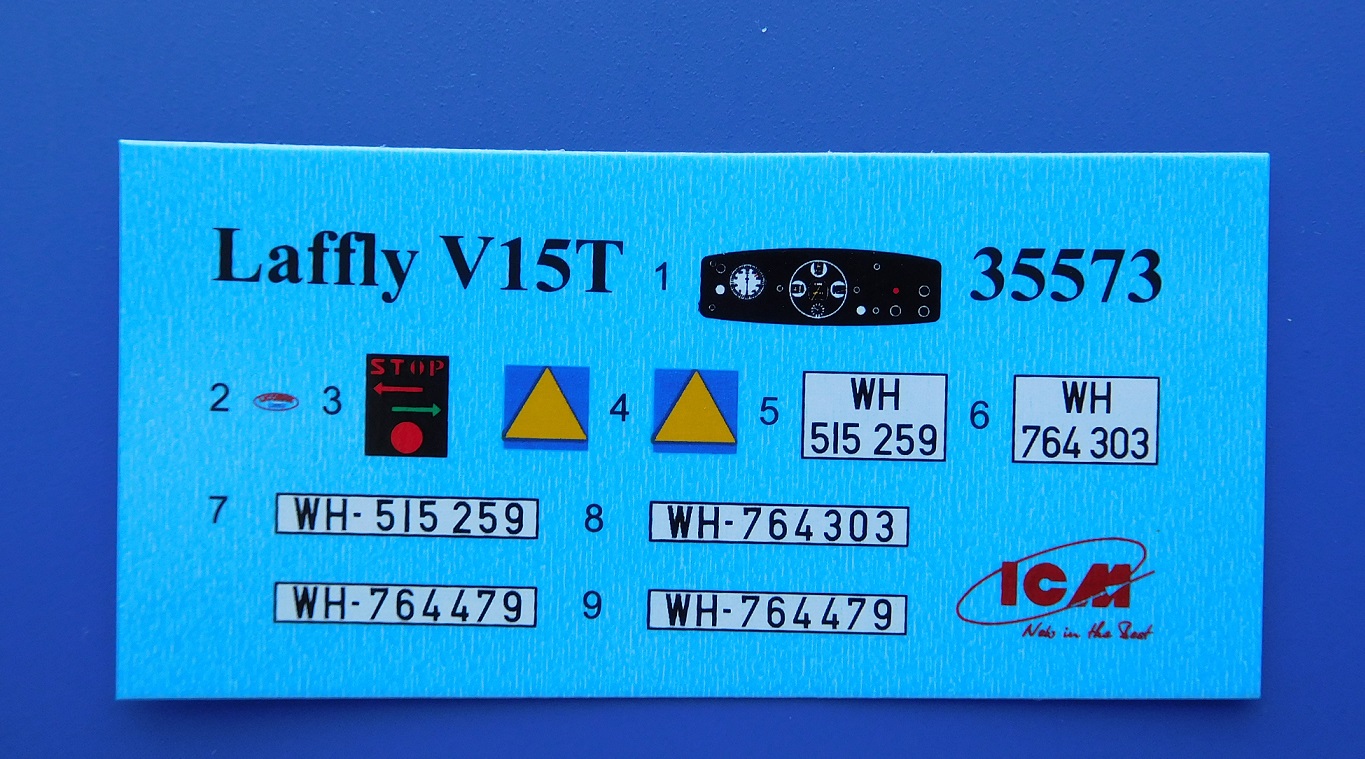 Laffly V15T 1 35573
2 3 STOP 4 5 WH 515 259 6 WH 764 303
7 WH-515 259 8 WH-764303
WH-764479 9 WH-764479
ICM
New in the Best